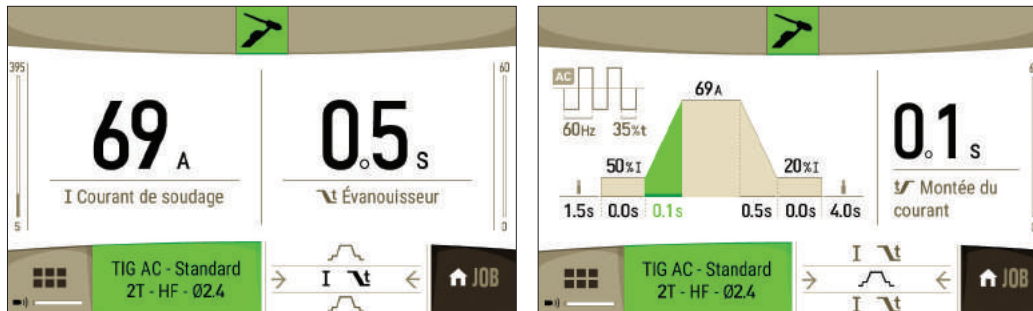 395
60
69 A
0.5 s
I Courant de soudage
t Évanouisseur
5
0
TIG AC - Standard
2T - HF - Ø2.4
I t
JOB
AC
69A
60Hz 35%t
50%I
20%I
1.5s 0.0s 0.1s 0.5s 0.0s 4.0s
0.1 s
t Montée du
courant
TIG AC - Standard
2T - HF - Ø2.4
I t
I t
JOB